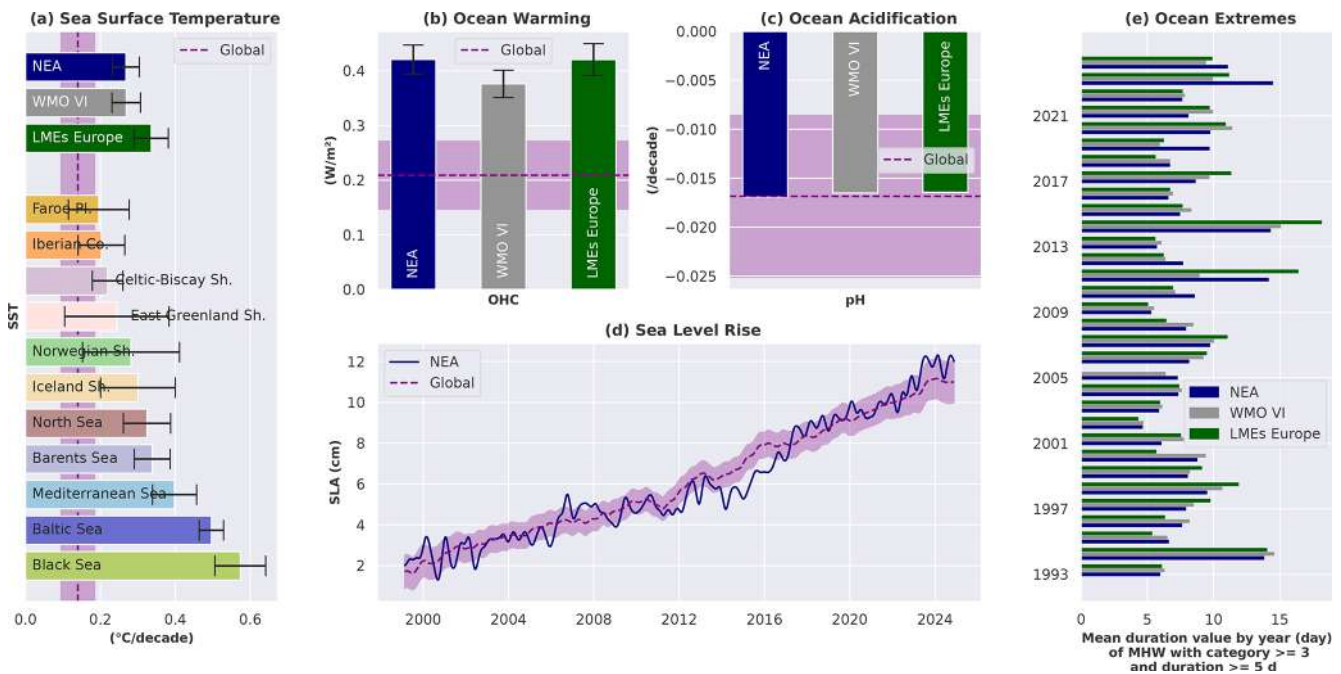 (a) Sea Surface Temperature
Global
NEA
WMO VI
LMEs Europe
Faroe Pl.
Iberian Co.
Celtic-Biscay Sh.
East Greenland Sh.
Norwegian Sh.
Iceland Sh.
North Sea
Barents Sea
Mediterranean Sea
Baltic Sea
Black Sea
SST
0.0 0.2 0.4 0.6
(°C/decade)
(b) Ocean Warming
Global
(W/m²)
0.4
0.3
0.2
0.1
0.0
NEA
WMO VI
LMEs Europe
OHC
(c) Ocean Acidification
(/decade)
0.000
−0.005
−0.010
−0.015
−0.020
−0.025
NEA
WMO VI
LMEs Europe
Global
pH
(d) Sea Level Rise
NEA
Global
SLA (cm)
12
10
8
6
4
2
2000 2004 2008 2012 2016 2020 2024
(e) Ocean Extremes
2021
2017
2013
2009
2005
2001
1997
1993
NEA
WMO VI
LMEs Europe
0 5 10 15
Mean duration value by year (day)
of MHW with category >= 3
and duration >= 5 d